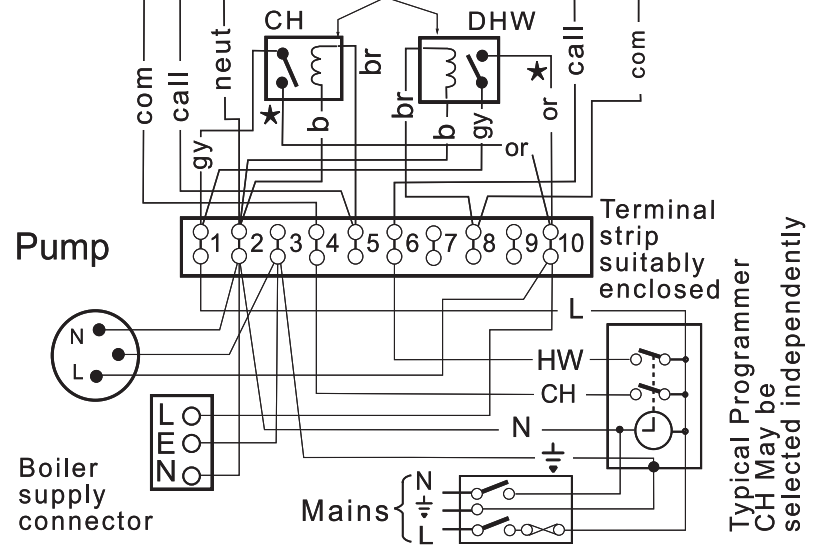 CH
DHW
com
call
neut
br
br
call
com
gy
b
b
gy
or
or
1 2 3 4 5 6 7 8 9 10
Pump
Terminal
strip
suitably
enclosed
N
L
L
HW
CH
N
L
E
N
Boiler
supply
connector
Mains
N
L
Typical Programmer
CH May be
selected independently